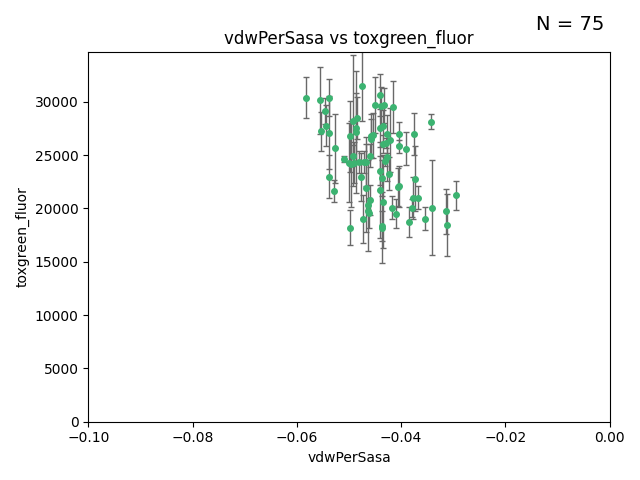 N = 75
vdwPerSasa vs toxgreen_fluor
30000
25000
20000
15000
10000
5000
0
toxgreen_fluor
−0.10 −0.08 −0.06 −0.04 −0.02 0.00
vdwPerSasa